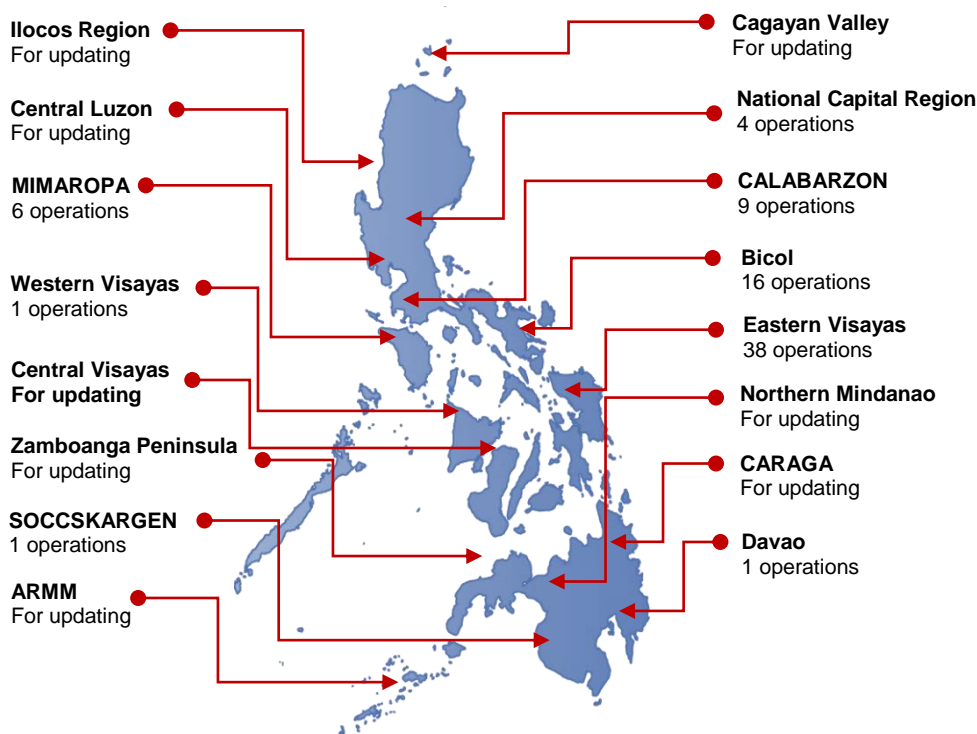 Ilocos Region
For updating
Central Luzon
For updating
MIMAROPA
6 operations
Western Visayas
1 operations
Central Visayas
For updating
Zamboanga Peninsula
For updating
SOCCSKARGEN
1 operations
ARMM
For updating
Cagayan Valley
For updating
National Capital Region
4 operations
CALABARZON
9 operations
Bicol
16 operations
Eastern Visayas
38 operations
Northern Mindanao
For updating
CARAGA
For updating
Davao
1 operations